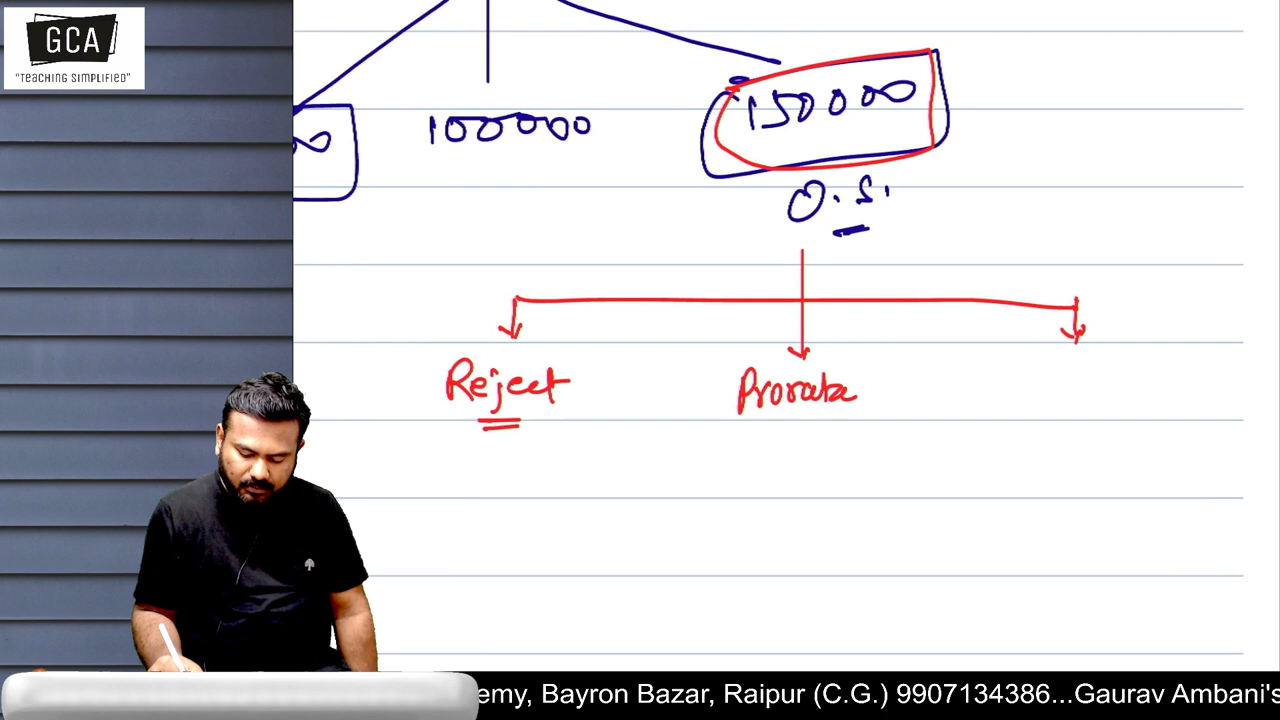 GCA
"TEACHING SIMPLIFIED"
100000
150000
O.S.
Reject
Prorata
emy, Bayron Bazar, Raipur (C.G.) 9907134386...Gaurav Ambani's